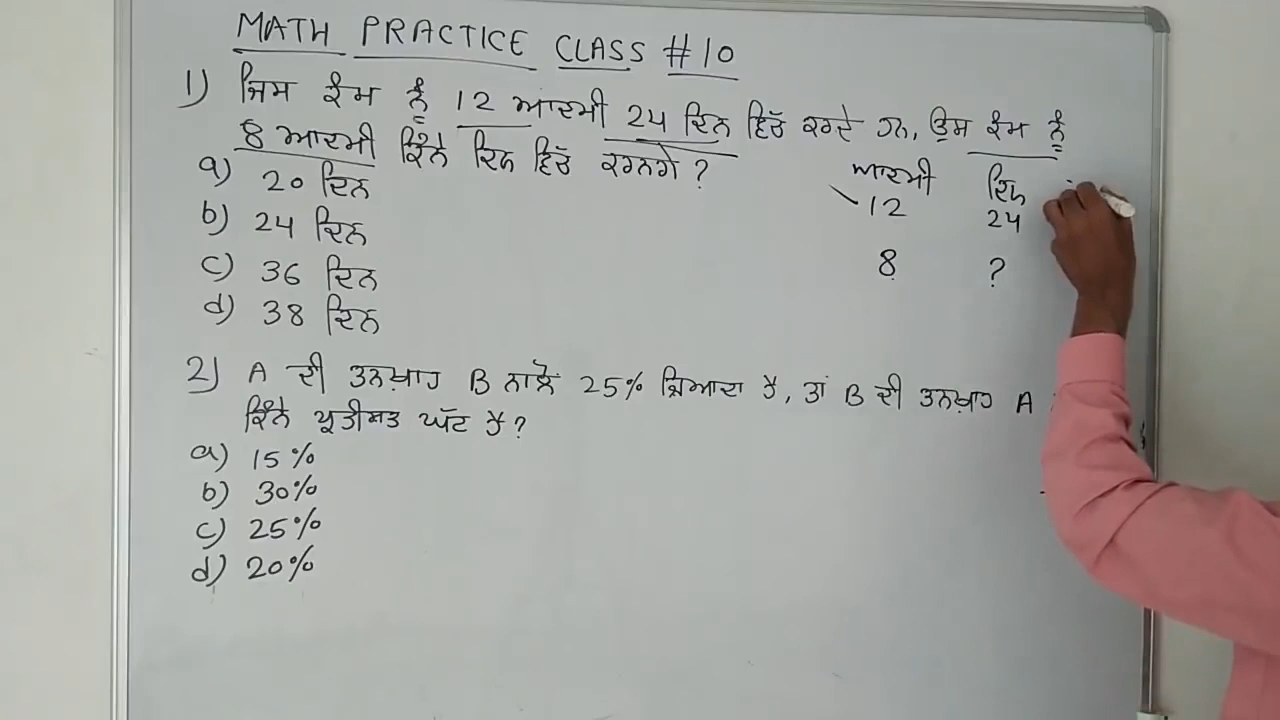 MATH PRACTICE CLASS #10
1) ਜਿਸ ਕੰਮ ਨੂੰ 12 ਆਦਮੀ 24 ਦਿਨ ਵਿੱਚ ਕਰਦੇ ਹਨ, ਉਸ ਕੰਮ ਨੂੰ
8 ਆਦਮੀ ਕਿੰਨੇ ਦਿਨ ਵਿੱਚ ਕਰਨਗੇ ?
a) 20 ਦਿਨ
b) 24 ਦਿਨ
c) 36 ਦਿਨ
d) 38 ਦਿਨ
ਆਦਮੀ ਦਿਨ
12 24
8 ?
2) A ਦੀ ਤਨਖ਼ਾਹ B ਨਾਲੋਂ 25% ਜ਼ਿਆਦਾ ਹੈ, ਤਾਂ B ਦੀ ਤਨਖ਼ਾਹ A
ਕਿੰਨੇ ਪ੍ਰਤੀਸ਼ਤ ਘੱਟ ਹੈ ?
a) 15%
b) 30%
c) 25%
d) 20%